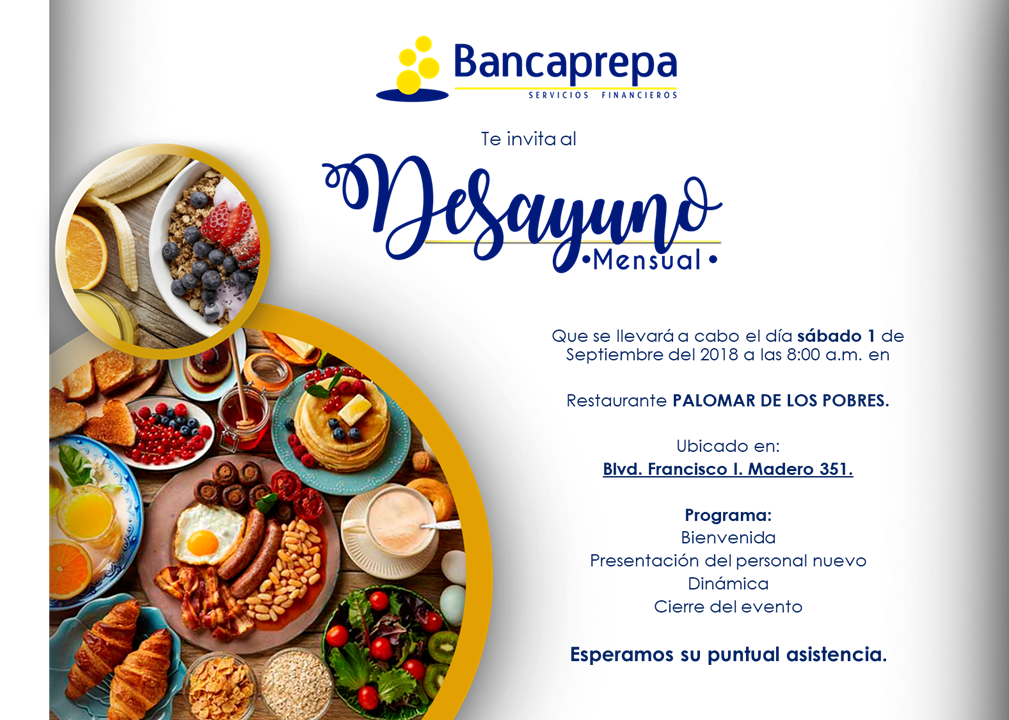 Bancaprepa
SERVICIOS FINANCIEROS
Te invita al
Desayuno
•Mensual•
Que se llevará a cabo el día sábado 1 de
Septiembre del 2018 a las 8:00 a.m. en
Restaurante PALOMAR DE LOS POBRES.
Ubicado en:
Blvd. Francisco I. Madero 351.
Programa:
Bienvenida
Presentación del personal nuevo
Dinámica
Cierre del evento
Esperamos su puntual asistencia.